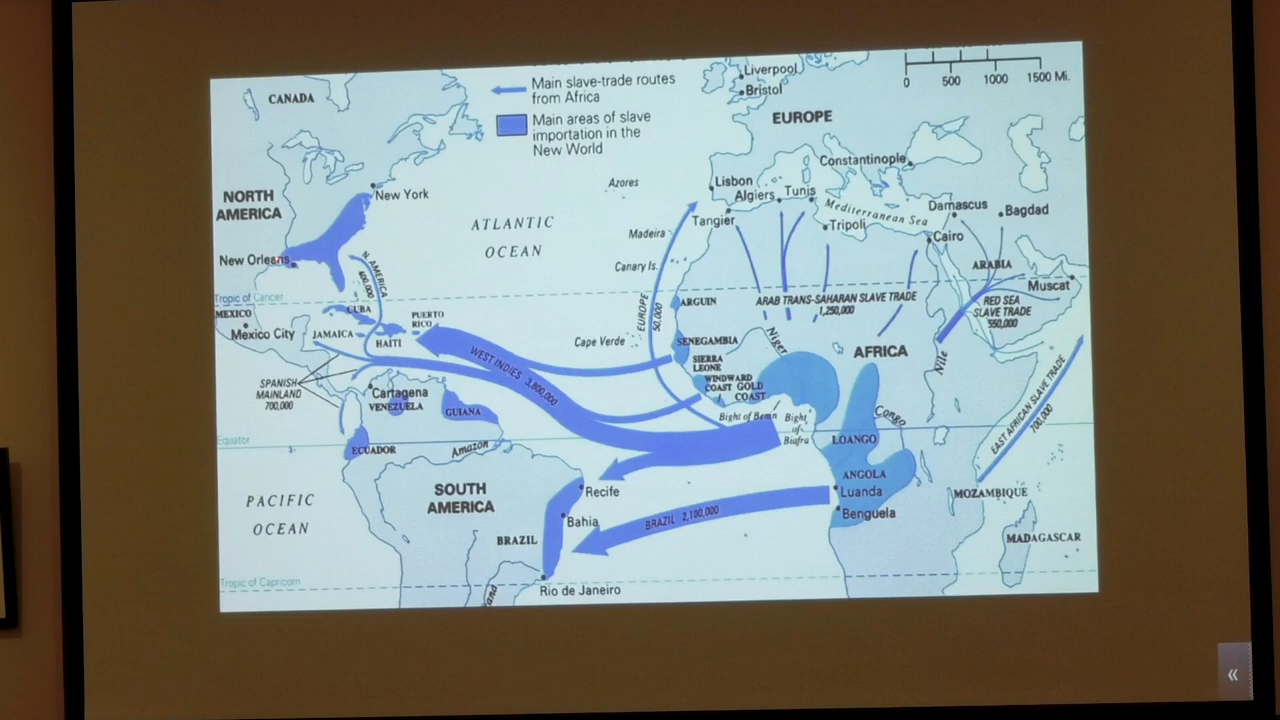 Main slave-trade routes
from Africa
Main areas of slave
importation in the
New World
0 500 1000 1500 Mi.
CANADA
Liverpool
Bristol
EUROPE
Constantinople
NORTH
AMERICA
New York
Azores
Lisbon
Algiers
Tunis
Mediterranean Sea
Damascus
Bagdad
ATLANTIC
OCEAN
Madeira
Tangier
Tripoli
Cairo
New Orleans
N. AMERICA
400,000
Canary Is.
ARABIA
Muscat
Tropic of Cancer
MEXICO
Mexico City
CUBA
PUERTO
RICO
JAMAICA
HAITI
EUROPE
50,000
ARGUIN
ARAB TRANS-SAHARAN SLAVE TRADE
1,250,000
RED SEA
SLAVE TRADE
550,000
Cape Verde
SENEGAMBIA
Niger
AFRICA
Nile
WEST INDIES 3,800,000
SIERRA
LEONE
WINDWARD
COAST
GOLD
COAST
EAST AFRICAN SLAVE TRADE
700,000
SPANISH
MAINLAND
700,000
Cartagena
VENEZUELA
GUIANA
Bight of Benin
Bight
of
Biafra
Congo
LOANGO
Equator
ECUADOR
Amazon
ANGOLA
PACIFIC
OCEAN
SOUTH
AMERICA
Recife
Luanda
MOZAMBIQUE
Bahia
BRAZIL 2,100,000
Benguela
BRAZIL
MADAGASCAR
Tropic of Capricorn
Rio de Janeiro
«